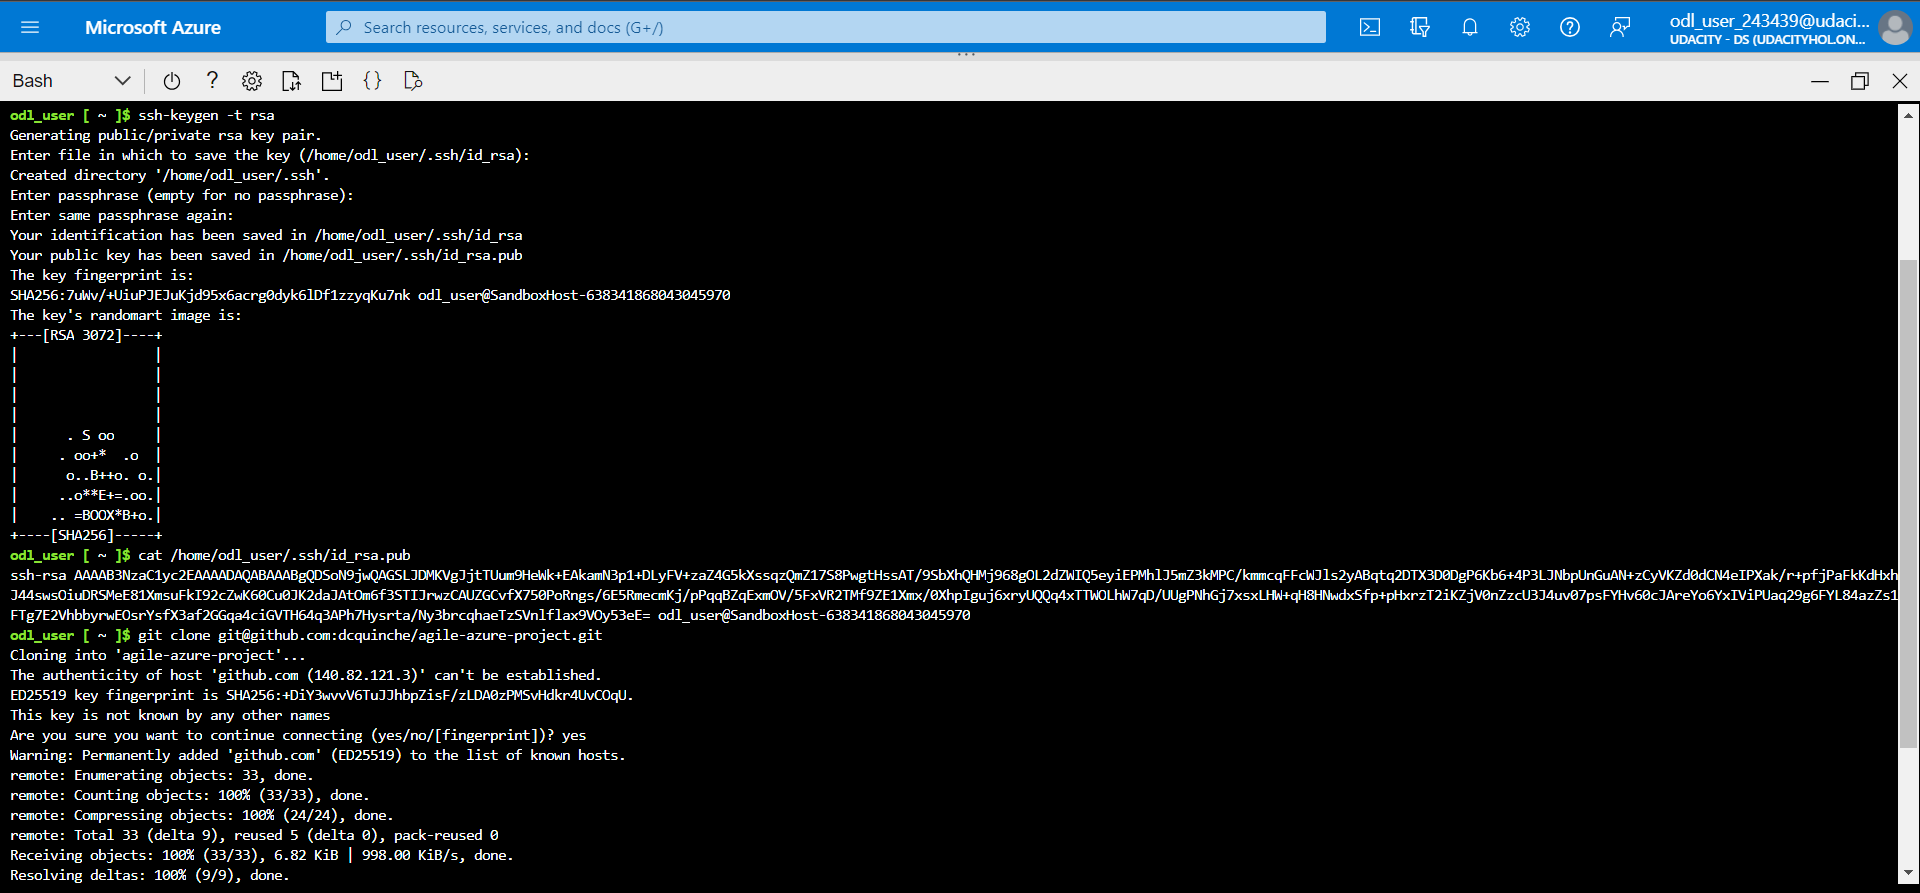 Microsoft Azure
Search resources, services, and docs (G+/)
odl_user_243439@udaci...
UDACITY - DS (UDACITYHOL.ON...
Bash
odl_user [ ~ ]$ ssh-keygen -t rsa
Generating public/private rsa key pair.
Enter file in which to save the key (/home/odl_user/.ssh/id_rsa):
Created directory '/home/odl_user/.ssh'.
Enter passphrase (empty for no passphrase):
Enter same passphrase again:
Your identification has been saved in /home/odl_user/.ssh/id_rsa
Your public key has been saved in /home/odl_user/.ssh/id_rsa.pub
The key fingerprint is:
SHA256:7uWv/+UiuPJEJuKjd95x6acrg0dyk6lDf1zzyqKu7nk odl_user@SandboxHost-638341868043045970
The key's randomart image is:
+---[RSA 3072]----+
|                 |
|                 |
|                 |
|                 |
|      . S oo     |
|     . oo+*  .o  |
|      o..B++o. o.|
|     ..o**E+=.oo.|
|    .. =BOOX*B+o.|
+----[SHA256]-----+
odl_user [ ~ ]$ cat /home/odl_user/.ssh/id_rsa.pub
ssh-rsa AAAAB3NzaC1yc2EAAAADAQABAAABgQDSoN9jwQAGSLJDMKVgJjtTUum9HeWk+EAkamN3p1+DLyFV+zaZ4G5kXssqzQmZ17S8PwgtHssAT/9SbXhQHMj968gOL2dZWIQ5eyiEPMhlJ5mZ3kMPC/kmmcqFFcWJls2yABqtq2DTX3D0DgP6Kb6+4P3LJNbpUnGuAN+zCyVKZd0dCN4eIPXak/r+pfjPaFkKdHxh
J44swsOiuDRSMeE81XmsuFkI92cZwK60Cu0JK2daJAtOm6f3STIJrwzCAUZGCvfX750PoRngs/6E5RmecmKj/pPqqBZqExmOV/5FxVR2TMf9ZE1Xmx/0XhpIguj6xryUQQq4xTTWOLhW7qD/UUgPNhGj7xsxLHW+qH8HNwdxSfp+pHxrzT2iKZjV0nZzcU3J4uv07psFYHv60cJAreYo6YxIViPUaq29g6FYL84azZs1
FTg7E2VhbbyrwEOsrYsfX3af2GGqa4ciGVTH64q3APh7Hysrta/Ny3brcqhaeTzSVnlflax9VOy53eE= odl_user@SandboxHost-638341868043045970
odl_user [ ~ ]$ git clone git@github.com:dcquinche/agile-azure-project.git
Cloning into 'agile-azure-project'...
The authenticity of host 'github.com (140.82.121.3)' can't be established.
ED25519 key fingerprint is SHA256:+DiY3wvvV6TuJJhbpZisF/zLDA0zPMSvHdkr4UvCOqU.
This key is not known by any other names
Are you sure you want to continue connecting (yes/no/[fingerprint])? yes
Warning: Permanently added 'github.com' (ED25519) to the list of known hosts.
remote: Enumerating objects: 33, done.
remote: Counting objects: 100% (33/33), done.
remote: Compressing objects: 100% (24/24), done.
remote: Total 33 (delta 9), reused 5 (delta 0), pack-reused 0
Receiving objects: 100% (33/33), 6.82 KiB | 998.00 KiB/s, done.
Resolving deltas: 100% (9/9), done.